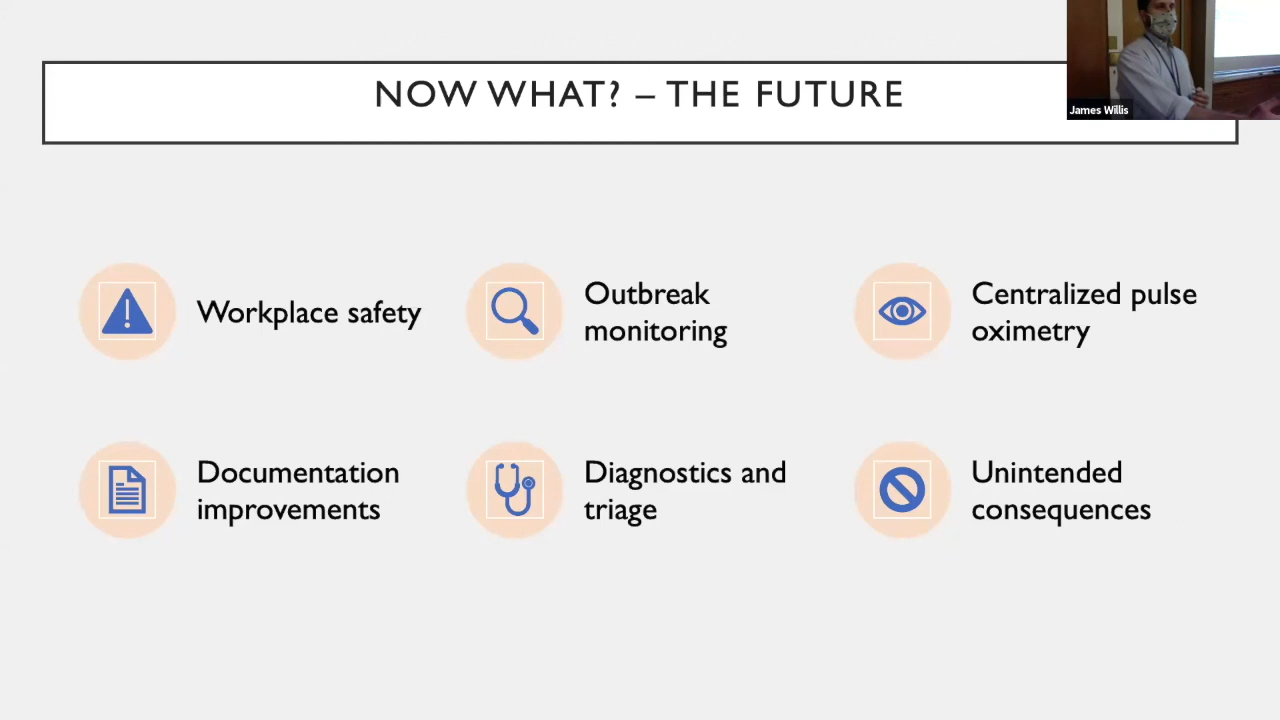 NOW WHAT? – THE FUTURE
James Willis
Workplace safety
Outbreak
monitoring
Centralized pulse
oximetry
Documentation
improvements
Diagnostics and
triage
Unintended
consequences